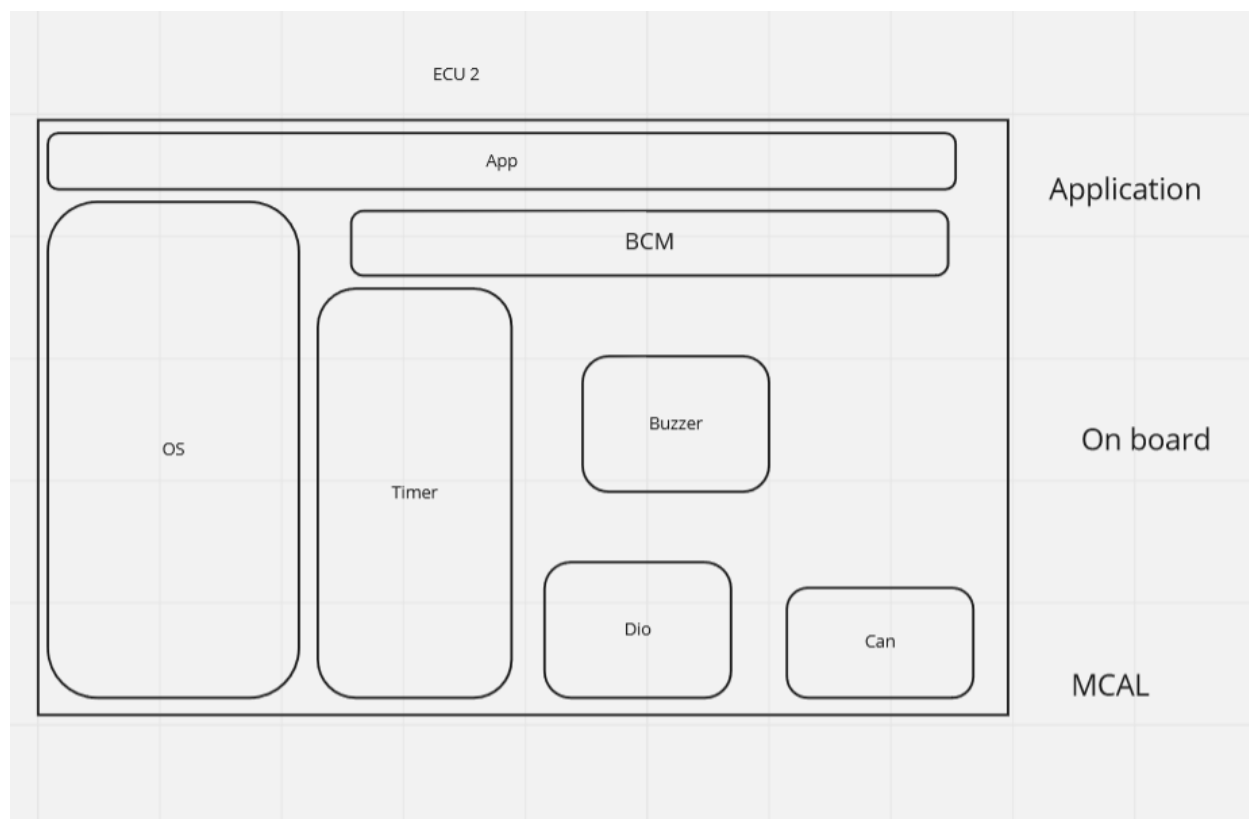 ECU 2
App
Application
BCM
Buzzer
On board
OS
Timer
Dio
Can
MCAL